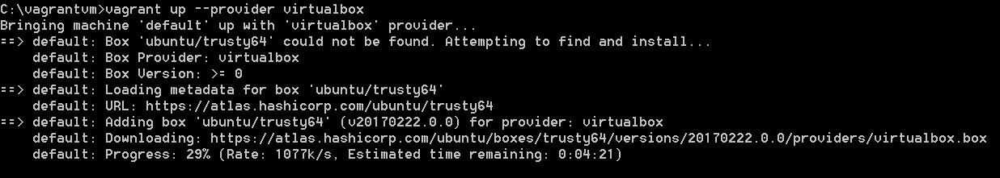 C:\vagrantvm>vagrant up --provider virtualbox
Bringing machine 'default' up with 'virtualbox' provider...
==> default: Box 'ubuntu/trusty64' could not be found. Attempting to find and install...
    default: Box Provider: virtualbox
    default: Box Version: >= 0
==> default: Loading metadata for box 'ubuntu/trusty64'
    default: URL: https://atlas.hashicorp.com/ubuntu/trusty64
==> default: Adding box 'ubuntu/trusty64' (v20170222.0.0) for provider: virtualbox
    default: Downloading: https://atlas.hashicorp.com/ubuntu/boxes/trusty64/versions/20170222.0.0/providers/virtualbox.box
    default: Progress: 29% (Rate: 1077k/s, Estimated time remaining: 0:04:21)